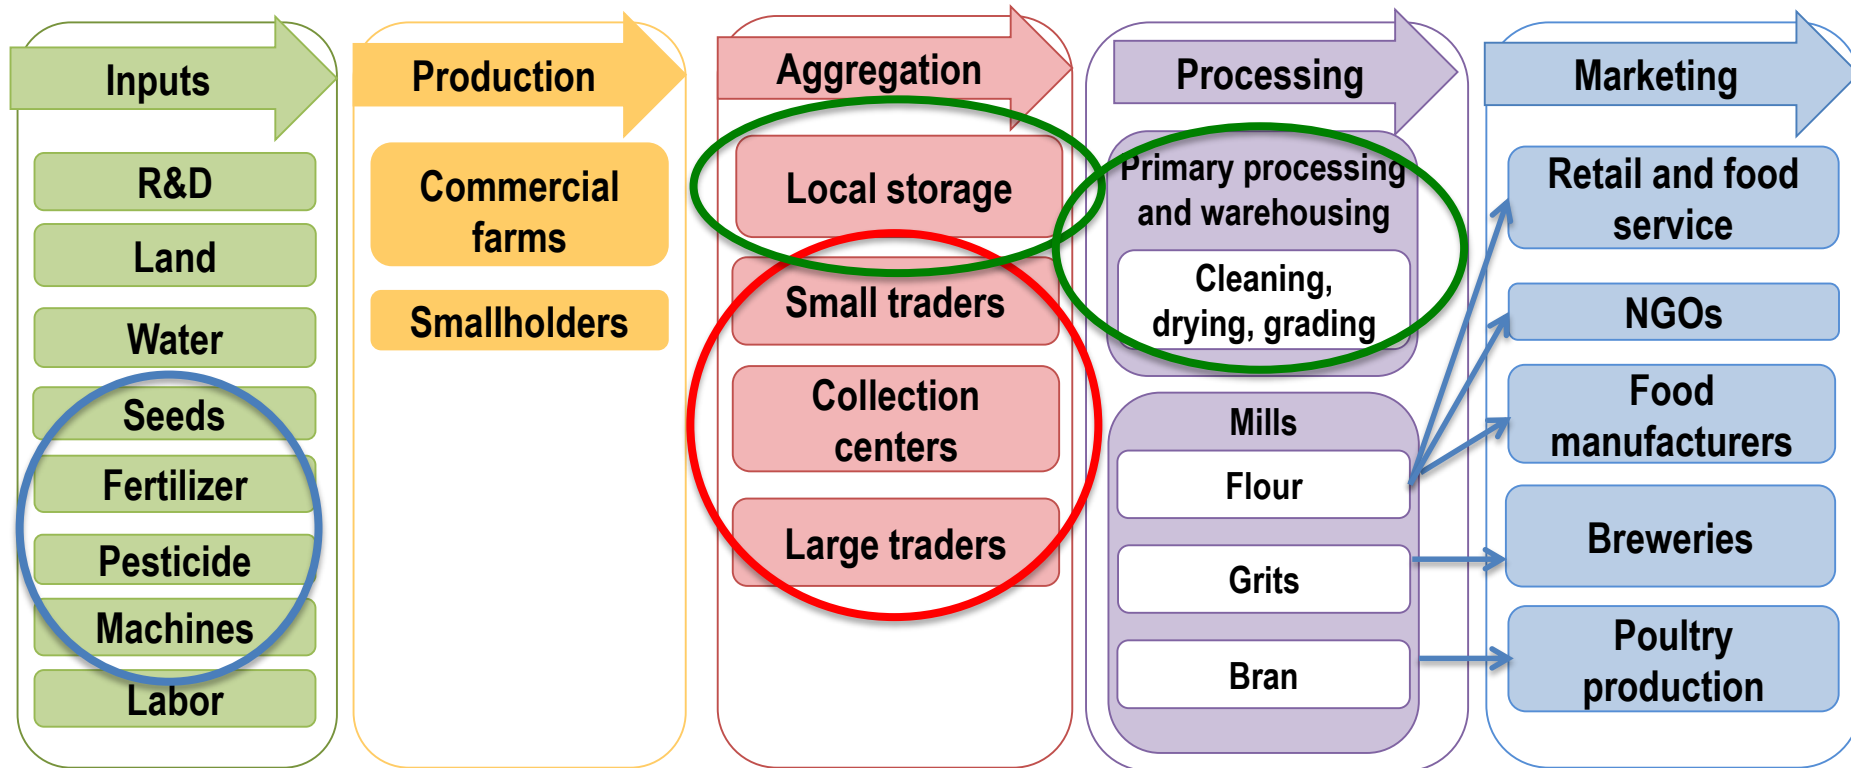 Inputs
R&D
Land
Water
Seeds
Fertilizer
Pesticide
Machines
Labor
Production
Commercial
farms
Smallholders
Aggregation
Local storage
Small traders
Collection
centers
Large traders
Processing
Primary processing
and warehousing
Cleaning,
drying, grading
Mills
Flour
Grits
Bran
Marketing
Retail and food
service
NGOs
Food
manufacturers
Breweries
Poultry
production